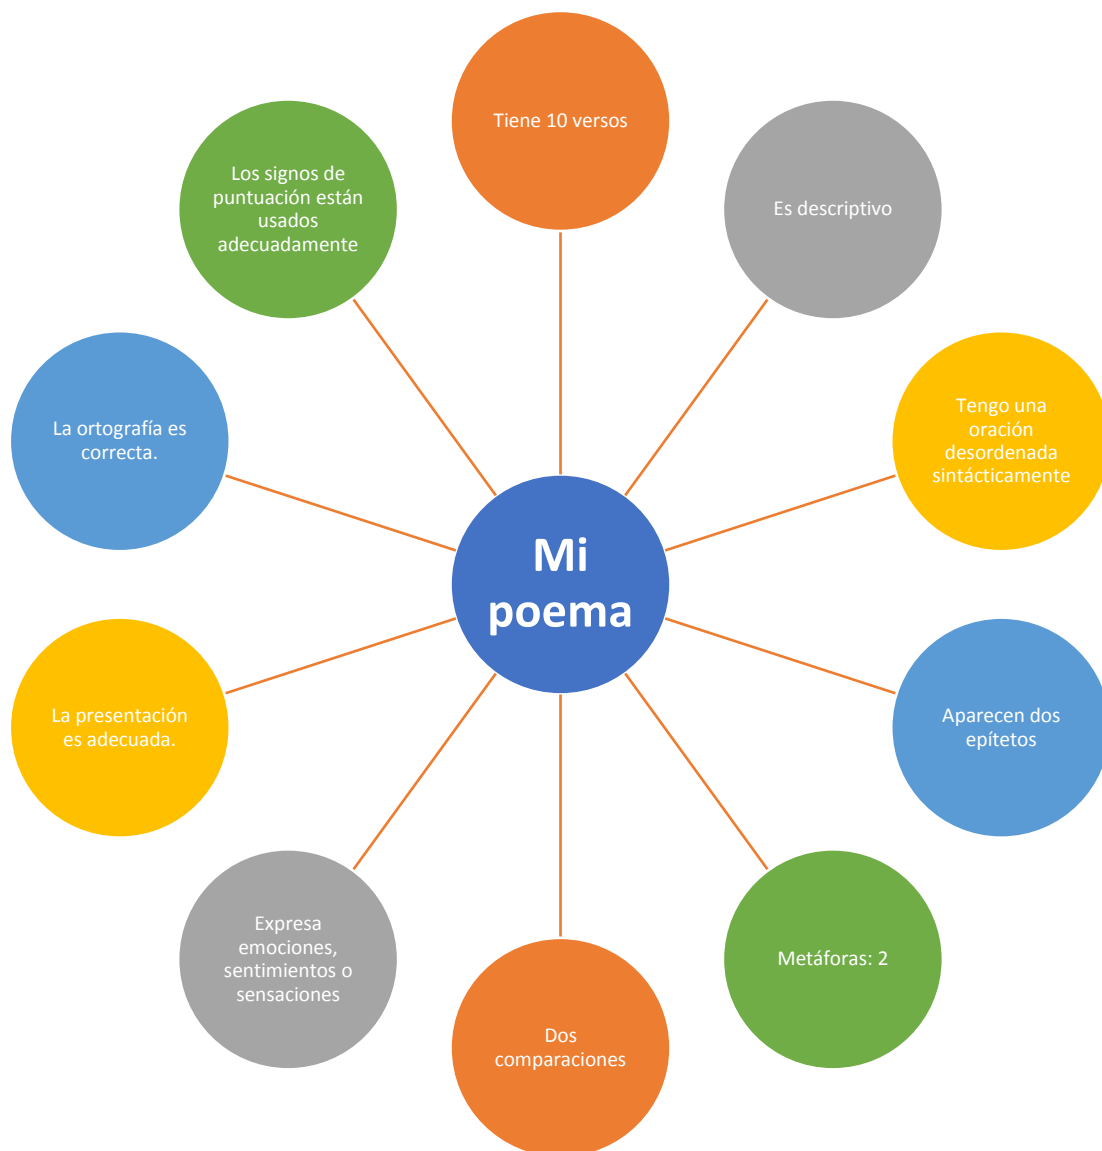 Mi
poema
Tiene 10 versos
Es descriptivo
Tengo una
oración
desordenada
sintácticamente
Aparecen dos
epítetos
Metáforas: 2
Dos
comparaciones
Expresa
emociones,
sentimientos o
sensaciones
La presentación
es adecuada.
La ortografía es
correcta.
Los signos de
puntuación están
usados
adecuadamente